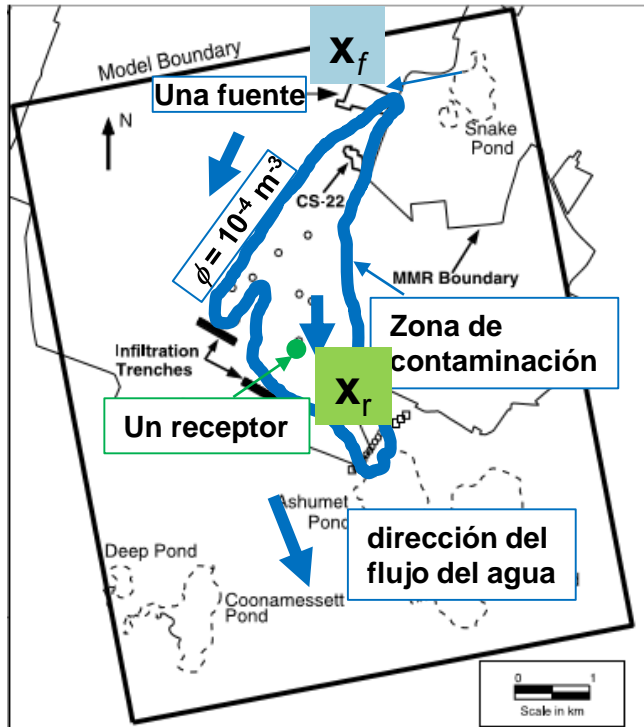 Model Boundary
x_f
Una fuente
N
Snake
Pond
CS-22
ϕ = 10⁻⁴ m⁻³
MMR Boundary
Zona de
contaminación
Infiltration
Trenches
x_r
Un receptor
Ashumet
Pond
dirección del
flujo del agua
Deep Pond
Coonamessett
Pond
0 1
Scale in km